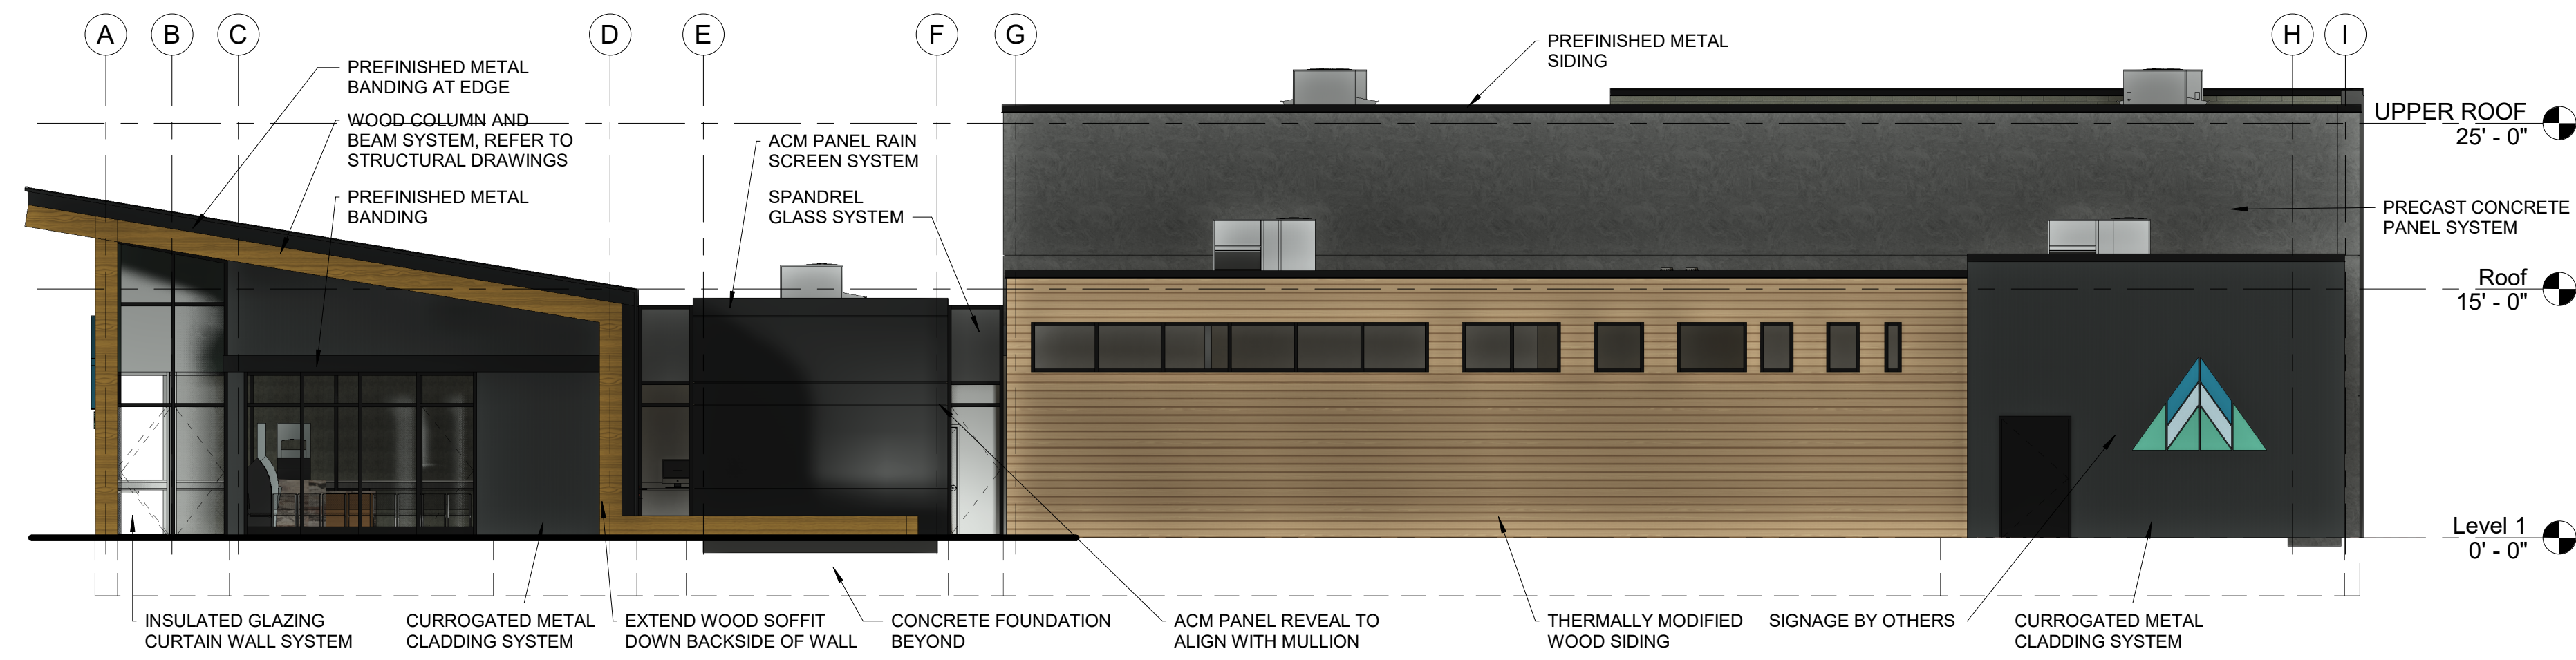 A
B
C
D
E
F
G
H
I
PREFINISHED METAL
BANDING AT EDGE
WOOD COLUMN AND
BEAM SYSTEM, REFER TO
STRUCTURAL DRAWINGS
PREFINISHED METAL
BANDING
ACM PANEL RAIN
SCREEN SYSTEM
SPANDREL
GLASS SYSTEM
PREFINISHED METAL
SIDING
UPPER ROOF
25' - 0"
PRECAST CONCRETE
PANEL SYSTEM
Roof
15' - 0"
Level 1
0' - 0"
INSULATED GLAZING
CURTAIN WALL SYSTEM
CURROGATED METAL
CLADDING SYSTEM
EXTEND WOOD SOFFIT
DOWN BACKSIDE OF WALL
CONCRETE FOUNDATION
BEYOND
ACM PANEL REVEAL TO
ALIGN WITH MULLION
THERMALLY MODIFIED
WOOD SIDING
SIGNAGE BY OTHERS
CURROGATED METAL
CLADDING SYSTEM